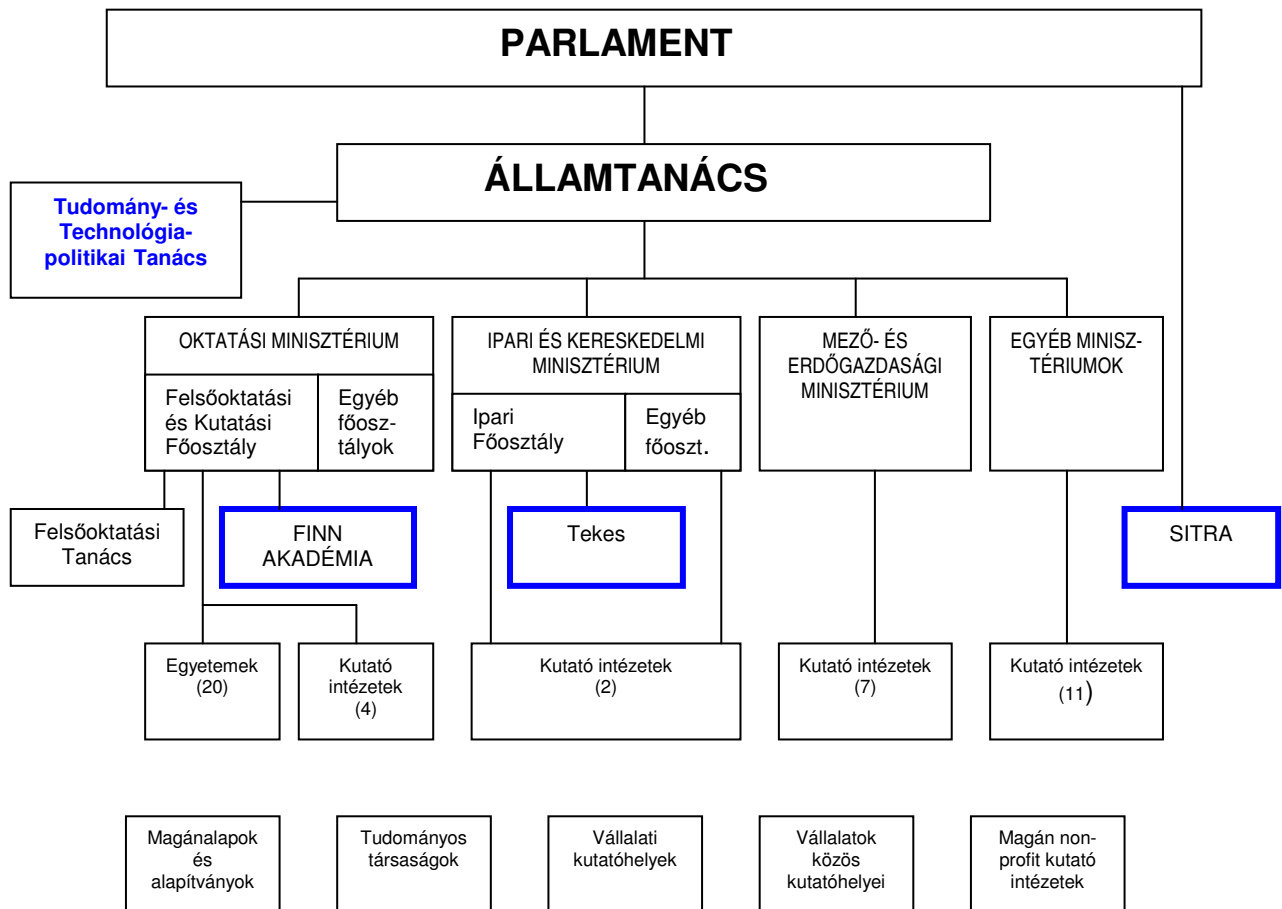 PARLAMENT
ÁLLAMTANÁCS
Tudomány- és
Technológia-
politikai Tanács
OKTATÁSI MINISZTÉRIUM
Felsőoktatási
és Kutatási
Főosztály
Egyéb
főosz-
tályok
IPARI ÉS KERESKEDELMI
MINISZTÉRIUM
Ipari
Főosztály
Egyéb
főoszt.
MEZŐ- ÉS
ERDŐGAZDASÁGI
MINISZTÉRIUM
EGYÉB MINISZ-
TÉRIUMOK
Felsőoktatási
Tanács
FINN
AKADÉMIA
Tekes
SITRA
Egyetemek
(20)
Kutató
intézetek
(4)
Kutató intézetek
(2)
Kutató intézetek
(7)
Kutató intézetek
(11)
Magánalapok
és
alapítványok
Tudományos
társaságok
Vállalati
kutatóhelyek
Vállalatok
közös
kutatóhelyei
Magán non-
profit kutató
intézetek